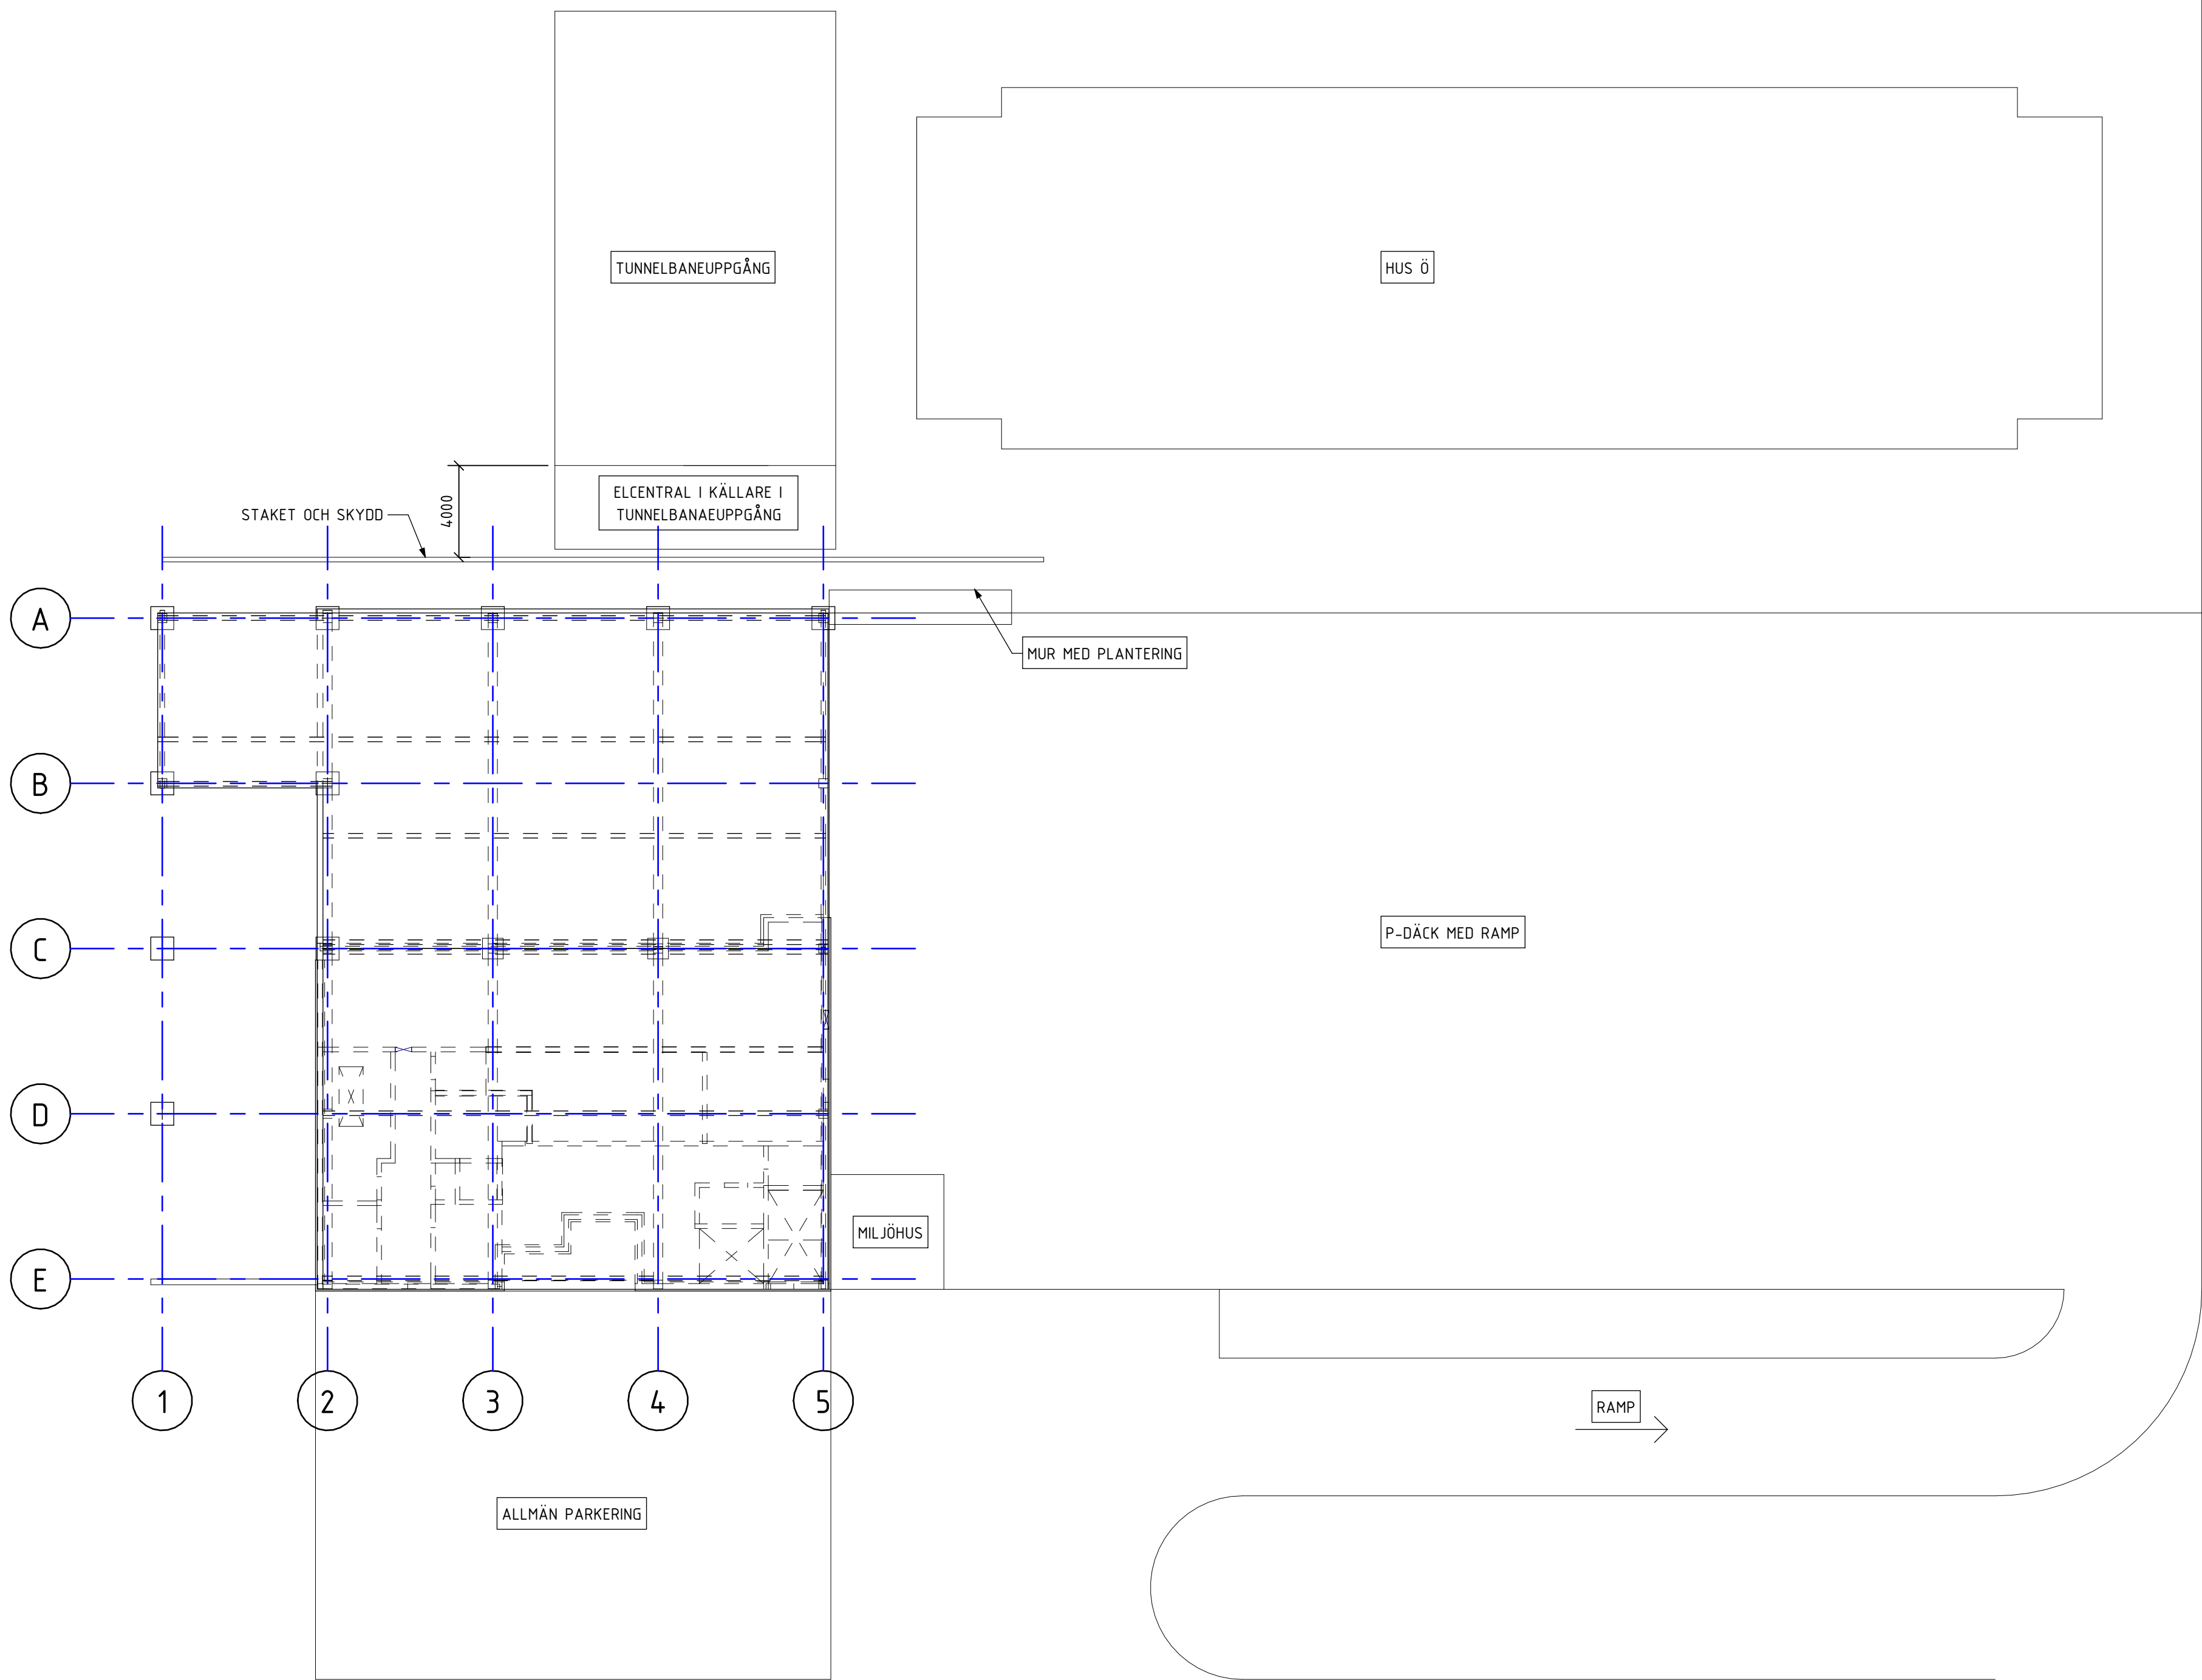 TUNNELBANEUPPGÅNG
HUS Ö
ELCENTRAL I KÄLLARE I
TUNNELBANAEUPPGÅNG
STAKET OCH SKYDD
4000
A
MUR MED PLANTERING
B
C
P-DÄCK MED RAMP
D
MILJÖHUS
E
1
2
3
4
5
RAMP
ALLMÄN PARKERING